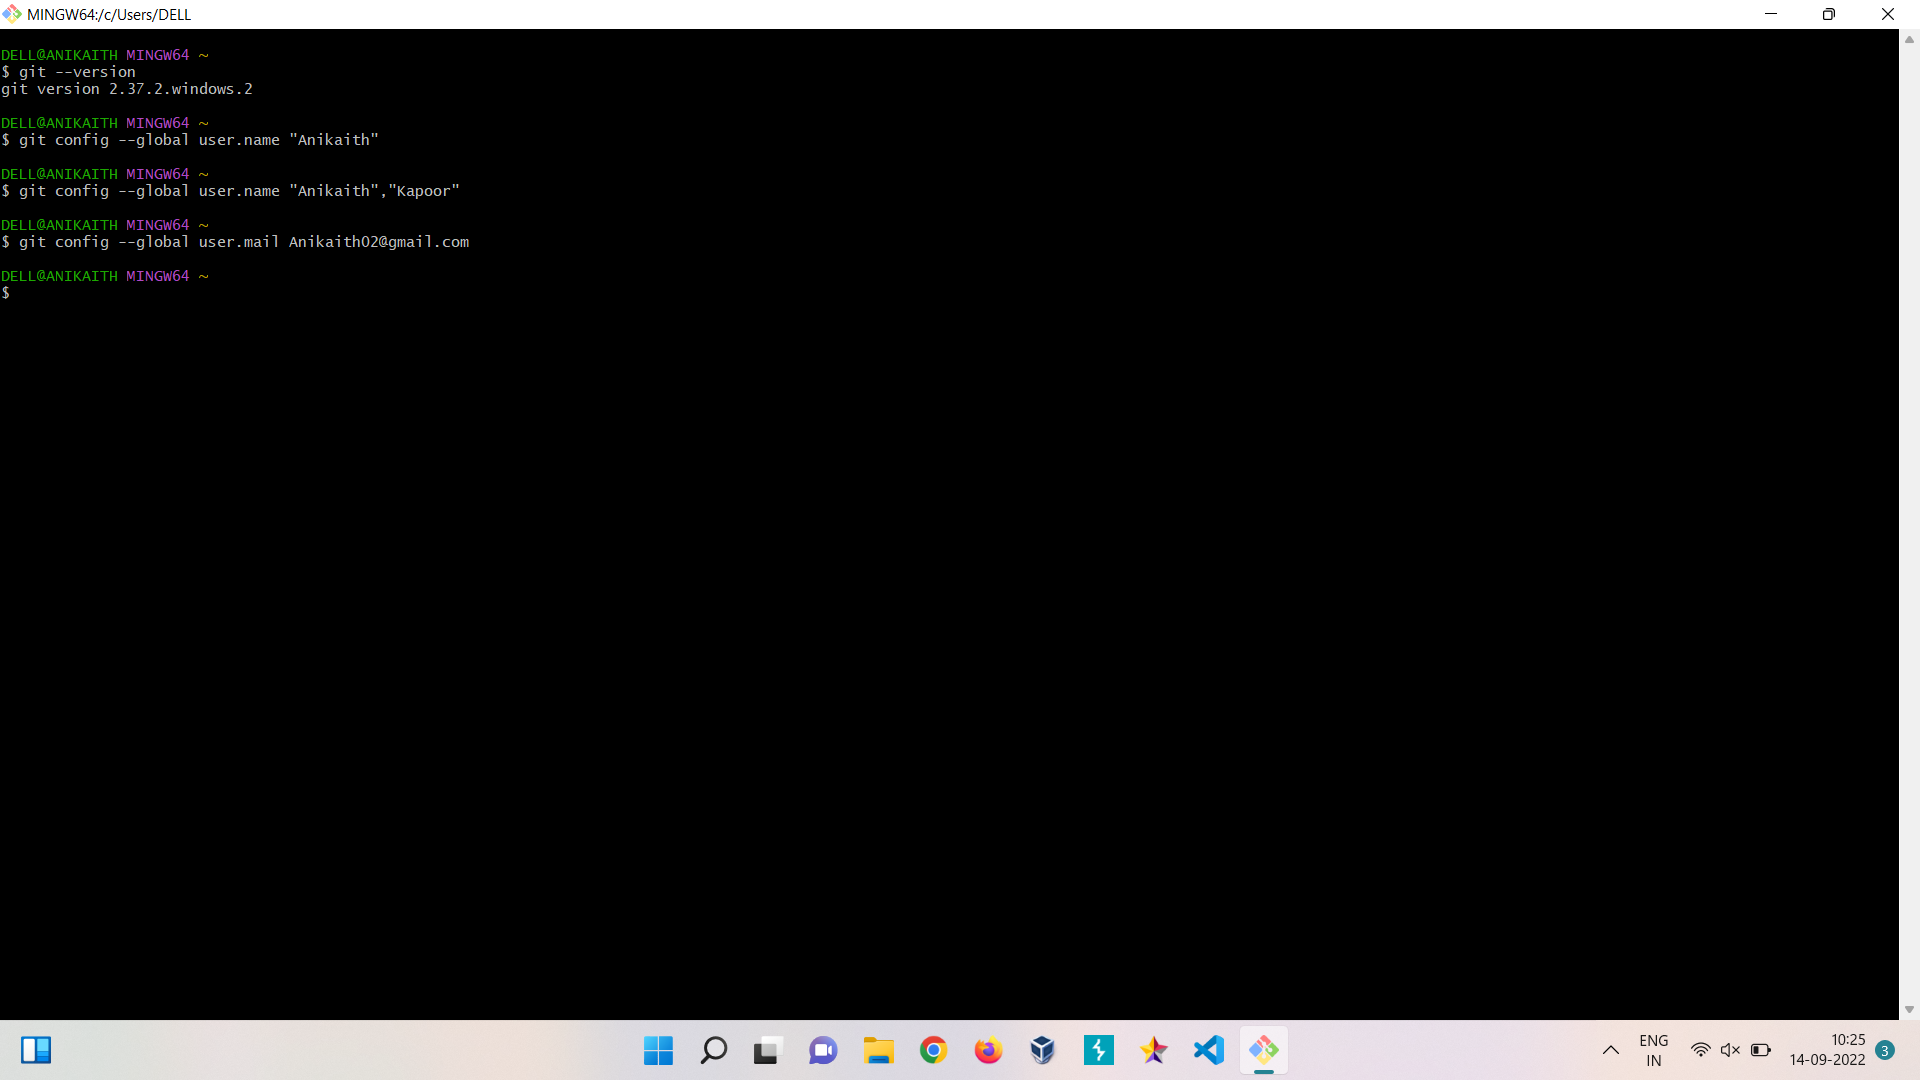 MINGW64:/c/Users/DELL
DELL@ANIKAITH MINGW64 ~
$ git --version
git version 2.37.2.windows.2
DELL@ANIKAITH MINGW64 ~
$ git config --global user.name "Anikaith"
DELL@ANIKAITH MINGW64 ~
$ git config --global user.name "Anikaith","Kapoor"
DELL@ANIKAITH MINGW64 ~
$ git config --global user.mail Anikaith02@gmail.com
DELL@ANIKAITH MINGW64 ~
$
ENG
IN
10:25
14-09-2022
3